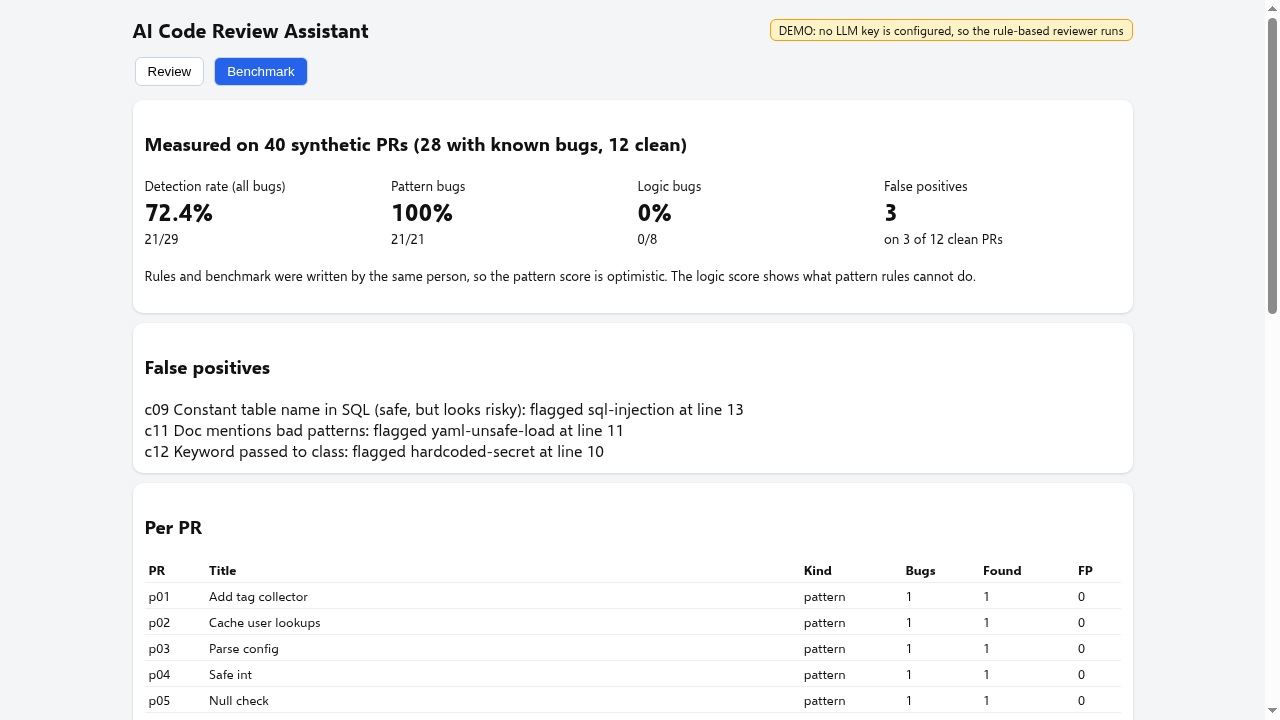 AI Code Review Assistant
DEMO: no LLM key is configured, so the rule-based reviewer runs
Review
Benchmark
Measured on 40 synthetic PRs (28 with known bugs, 12 clean)
Detection rate (all bugs)
72.4%
21/29
Pattern bugs
100%
21/21
Logic bugs
0%
0/8
False positives
3
on 3 of 12 clean PRs
Rules and benchmark were written by the same person, so the pattern score is optimistic. The logic score shows what pattern rules cannot do.
False positives
c09 Constant table name in SQL (safe, but looks risky): flagged sql-injection at line 13
c11 Doc mentions bad patterns: flagged yaml-unsafe-load at line 11
c12 Keyword passed to class: flagged hardcoded-secret at line 10
Per PR
PR Title Kind Bugs Found FP
p01 Add tag collector pattern 1 1 0
p02 Cache user lookups pattern 1 1 0
p03 Parse config pattern 1 1 0
p04 Safe int pattern 1 1 0
p05 Null check pattern 1 1 0